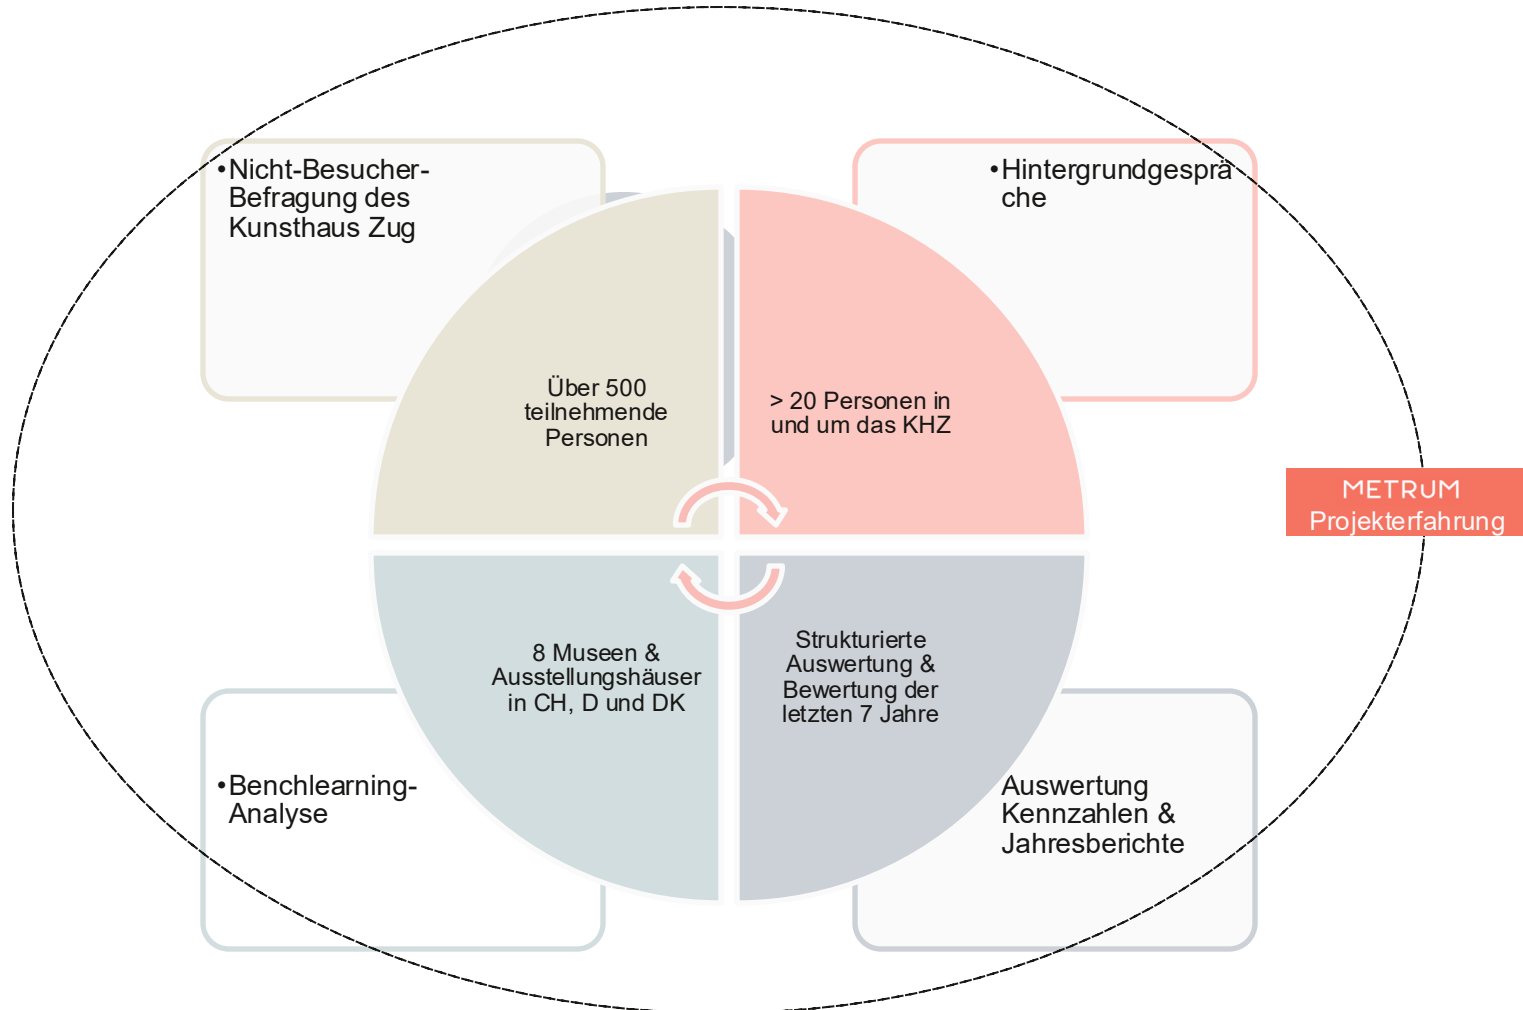 •Nicht-Besucher-
Befragung des
Kunsthaus Zug
•Hintergrundgesprä
che
Über 500
teilnehmende
Personen
> 20 Personen in
und um das KHZ
METRUM
Projekterfahrung
8 Museen &
Ausstellungshäuser
in CH, D und DK
Strukturierte
Auswertung &
Bewertung der
letzten 7 Jahre
•Benchlearning-
Analyse
Auswertung
Kennzahlen &
Jahresberichte